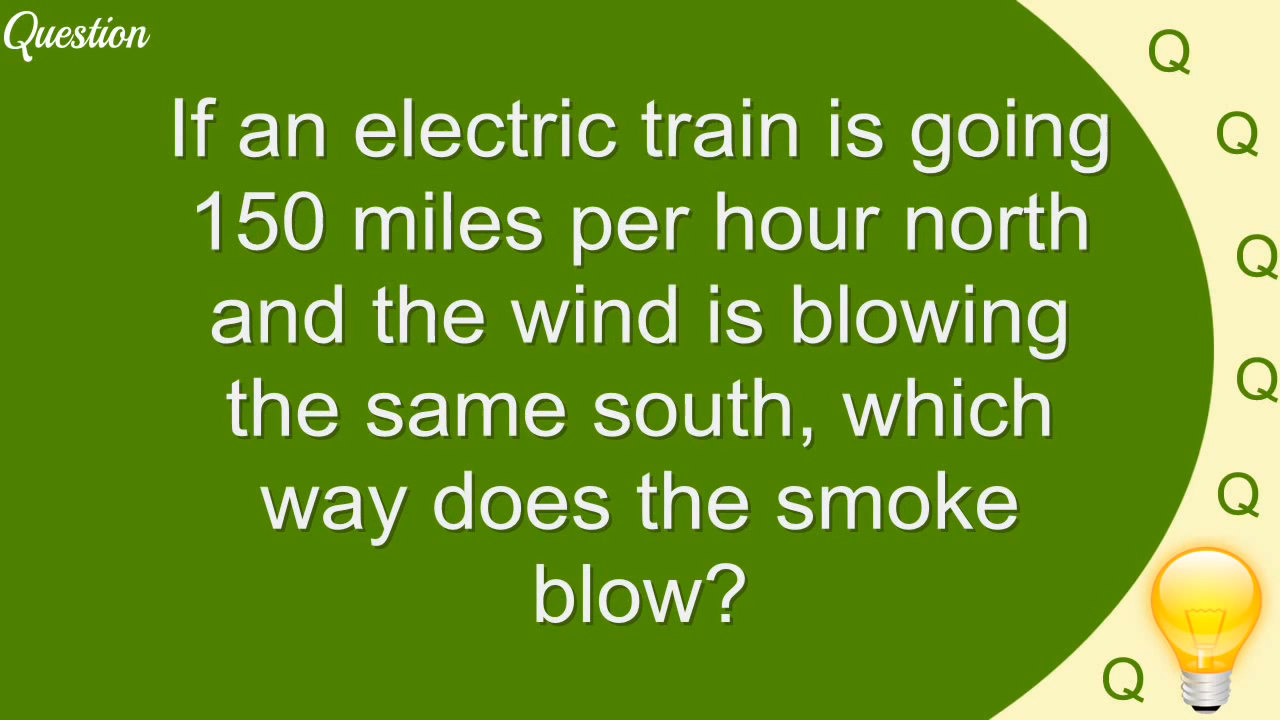 Question
If an electric train is going
150 miles per hour north
and the wind is blowing
the same south, which
way does the smoke
blow?
Q
Q
Q
Q
Q
Q